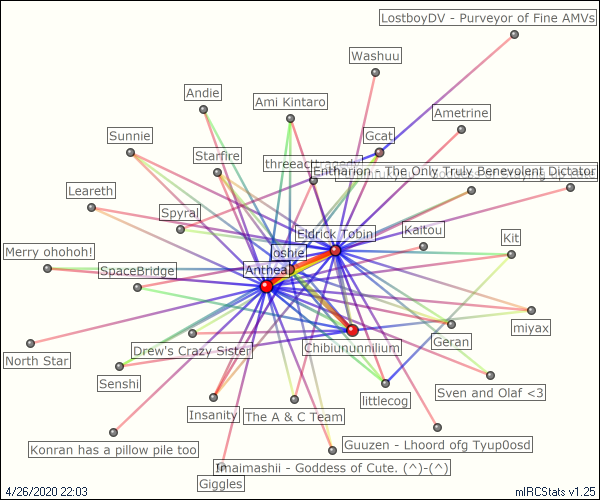 LostboyDV - Purveyor of Fine AMVs
Washuu
Andie
Ami Kintaro
Ametrine
Sunnie
Gcat
Starfire
threeacttragedy
Entharion - The Only Truly Benevolent Dictator
Leareth
Spyral
Eldrick Tobin
Kaitou
Kit
Merry ohohoh!
joshie
SpaceBridge
Anthea
miyax
North Star
Drew's Crazy Sister
Chibiununnilium
Geran
Senshi
Sven and Olaf <3
Insanity
The A & C Team
littlecog
Konran has a pillow pile too
Guuzen - Lhoord ofg Tyup0osd
Imaimashii - Goddess of Cute. (^)-(^)
Giggles
4/26/2020 22:03
mIRCStats v1.25